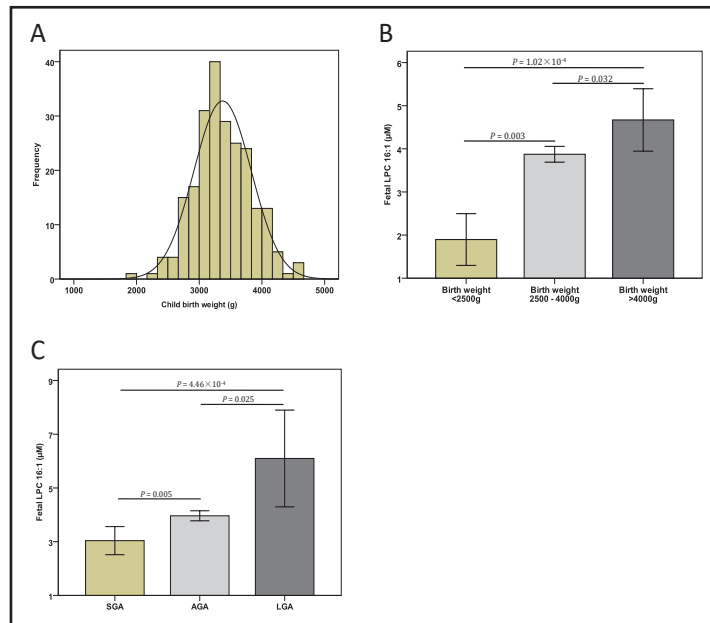 A
Frequency
40
30
20
10
0
1000 2000 3000 4000 5000
Child birth weight (g)
B
Fetal LPC 16:1 (μM)
6
5
4
3
2
1
P = 1.02×10⁻⁴
P = 0.032
P = 0.003
Birth weight <2500g
Birth weight 2500 - 4000g
Birth weight >4000g
C
Fetal LPC 16:1 (μM)
9
7
5
3
1
P = 4.46×10⁻⁴
P = 0.025
P = 0.005
SGA AGA LGA